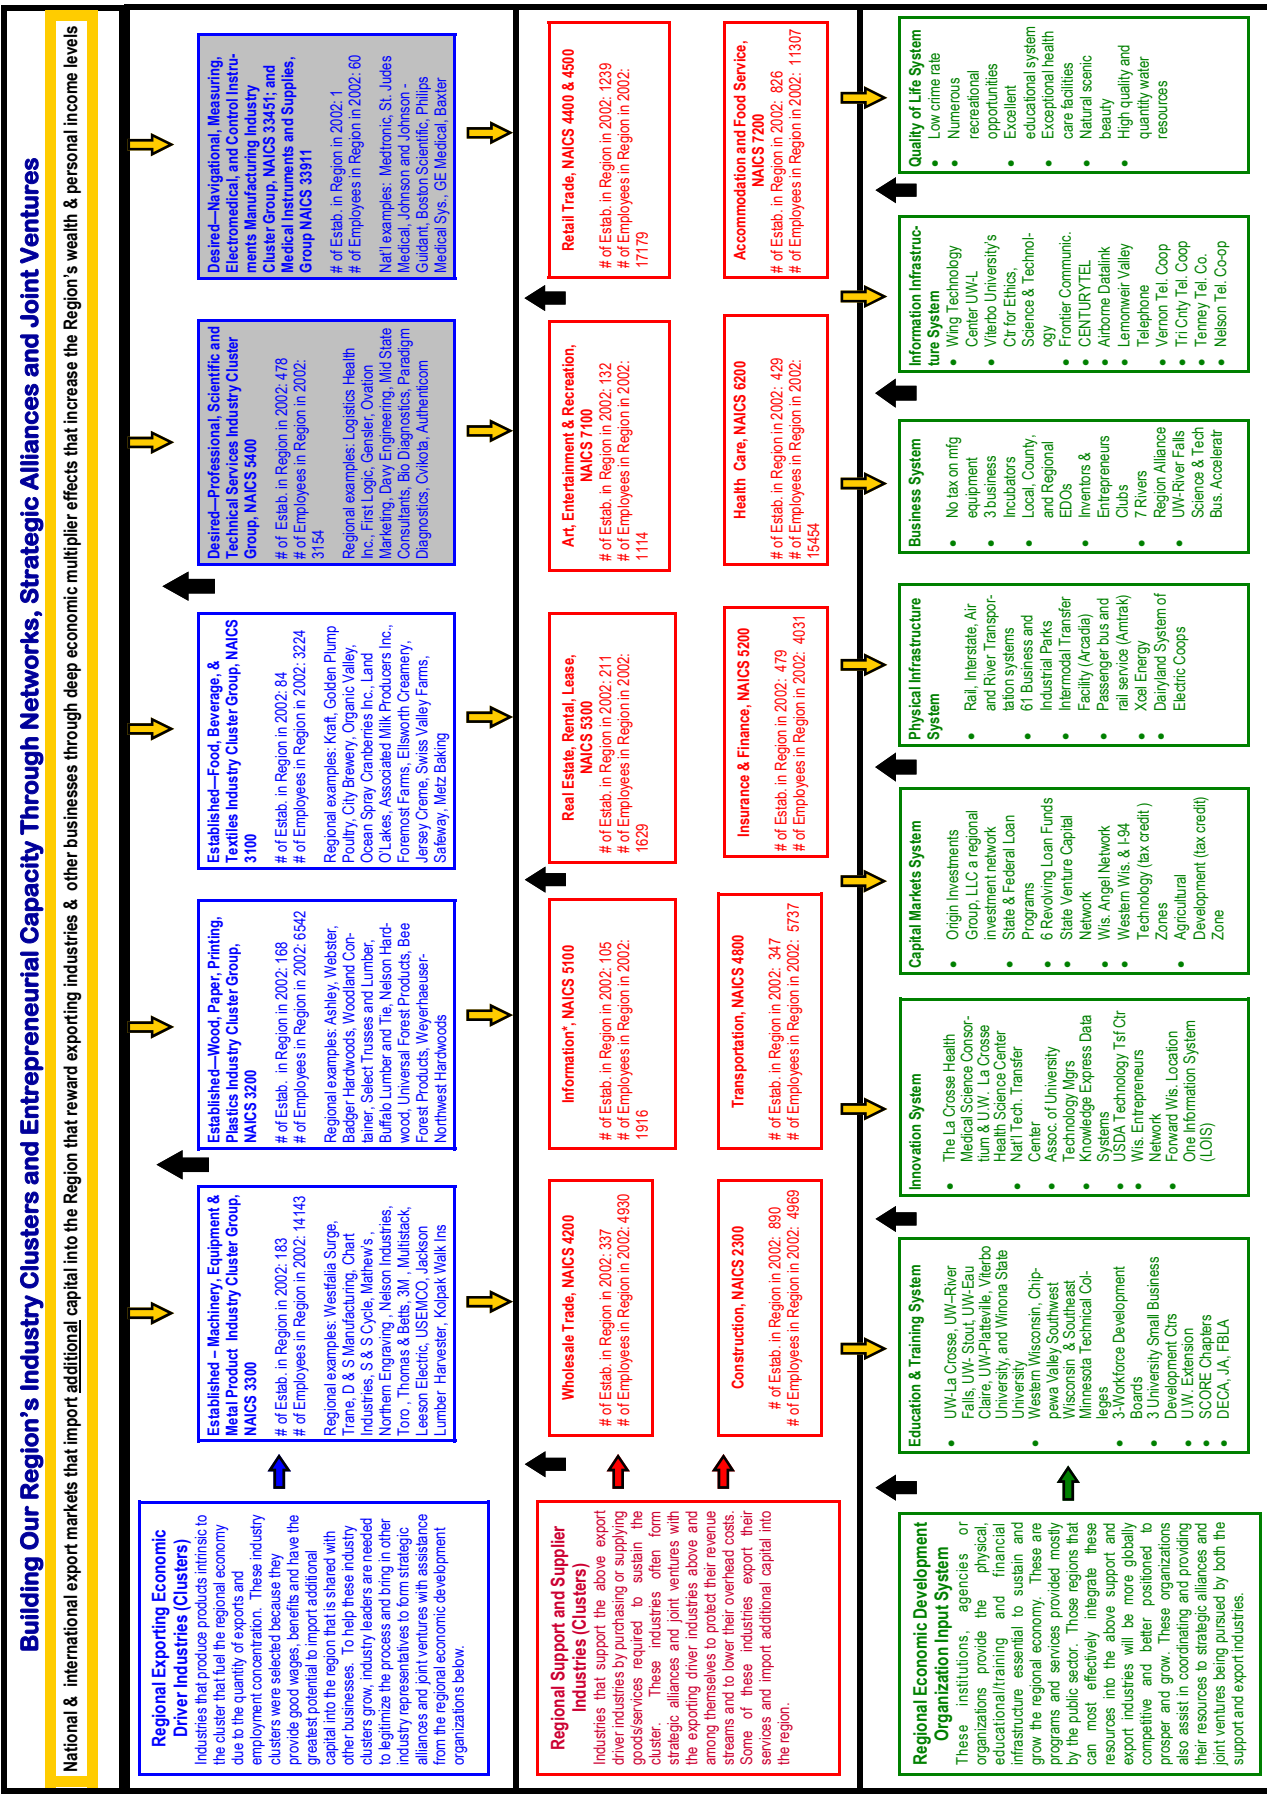 Building Our Region's Industry Clusters and Entrepreneurial Capacity Through Networks, Strategic Alliances and Joint Ventures
National & international export markets that import additional capital into the Region that reward exporting industries & other businesses through deep economic multiplier effects that increase the Region's wealth & personal income levels
Regional Exporting Economic
Driver Industries (Clusters)
Industries that produce products intrinsic to
the cluster that fuel the regional economy
due to the quantity of exports and
employment concentration. These industry
clusters were selected because they
provide good wages, benefits and have the
greatest potential to import additional
capital into the region that is shared with
other businesses. To help these industry
clusters grow, industry leaders are needed
to legitimize the process and bring in other
industry representatives to form strategic
alliances and joint ventures with assistance
from the regional economic development
organizations below.
Established – Machinery, Equipment &
Metal Product Industry Cluster Group,
NAICS 3300
# of Estab. in Region in 2002: 183
# of Employees in Region in 2002: 14143
Regional examples: Westfalia Surge,
Trane, D & S Manufacturing, Chart
Industries, S & S Cycle, Mathew's ,
Northern Engraving , Nelson Industries,
Toro , Thomas & Betts, 3M , Multistack,
Leeson Electric, USEMCO, Jackson
Lumber Harvester, Kolpak Walk Ins
Established—Wood, Paper, Printing,
Plastics Industry Cluster Group,
NAICS 3200
# of Estab. in Region in 2002: 168
# of Employees in Region in 2002: 6542
Regional examples: Ashley, Webster,
Badger Hardwoods, Woodland Con-
tainer, Select Trusses and Lumber,
Buffalo Lumber and Tie, Nelson Hard-
wood, Universal Forest Products, Bee
Forest Products, Weyerhaeuser-
Northwest Hardwoods
Established—Food, Beverage, &
Textiles Industry Cluster Group, NAICS
3100
# of Estab. in Region in 2002: 84
# of Employees in Region in 2002: 3224
Regional examples: Kraft, Golden Plump
Poultry, City Brewery, Organic Valley,
Ocean Spray Cranberries Inc., Land
O'Lakes, Associated Milk Producers Inc.,
Foremost Farms, Ellsworth Creamery,
Jersey Creme, Swiss Valley Farms,
Safeway, Metz Baking
Desired—Professional, Scientific and
Technical Services Industry Cluster
Group, NAICS 5400
# of Estab. in Region in 2002: 478
# of Employees in Region in 2002:
3154
Regional examples: Logistics Health
Inc., First Logic, Gensler, Ovation
Marketing, Davy Engineering, Mid State
Consultants, Bio Diagnostics, Paradigm
Diagnostics, Cvikota, Authenticom
Desired—Navigational, Measuring,
Electromedical, and Control Instru-
ments Manufacturing Industry
Cluster Group, NAICS 33451; and
Medical Instruments and Supplies,
Group NAICS 33911
# of Estab. in Region in 2002: 1
# of Employees in Region in 2002: 60
Nat'l examples: Medtronic, St. Judes
Medical, Johnson and Johnson -
Guidant, Boston Scientific, Philips
Medical Sys., GE Medical, Baxter
Regional Support and Supplier
Industries (Clusters)
Industries that support the above export
driver industries by purchasing or supplying
goods/services required to sustain the
cluster. These industries often form
strategic alliances and joint ventures with
the exporting driver industries above and
among themselves to protect their revenue
streams and to lower their overhead costs.
Some of these industries export their
services and import additional capital into
the region.
Wholesale Trade, NAICS 4200
# of Estab. in Region in 2002: 337
# of Employees in Region in 2002: 4930
Information*, NAICS 5100
# of Estab. in Region in 2002: 105
# of Employees in Region in 2002:
1916
Real Estate, Rental, Lease,
NAICS 5300
# of Estab. in Region in 2002: 211
# of Employees in Region in 2002:
1629
Art, Entertainment & Recreation,
NAICS 7100
# of Estab. in Region in 2002: 132
# of Employees in Region in 2002:
1114
Retail Trade, NAICS 4400 & 4500
# of Estab. in Region in 2002: 1239
# of Employees in Region in 2002:
17179
Construction, NAICS 2300
# of Estab. in Region in 2002: 890
# of Employees in Region in 2002: 4969
Transportation, NAICS 4800
# of Estab. in Region in 2002: 347
# of Employees in Region in 2002: 5737
Insurance & Finance, NAICS 5200
# of Estab. in Region in 2002: 479
# of Employees in Region in 2002: 4031
Health Care, NAICS 6200
# of Estab. in Region in 2002: 429
# of Employees in Region in 2002:
15454
Accommodation and Food Service,
NAICS 7200
# of Estab. in Region in 2002: 826
# of Employees in Region in 2002: 11307
Regional Economic Development
Organization Input System
These institutions, agencies or
organizations provide the physical,
educational/training and financial
infrastructure essential to sustain and
grow the regional economy. These are
programs and services provided mostly
by the public sector. Those regions that
can most effectively integrate these
resources into the above support and
export industries will be more globally
competitive and better positioned to
prosper and grow. These organizations
also assist in coordinating and providing
their resources to strategic alliances and
joint ventures being pursued by both the
support and export industries.
Education & Training System
• UW-La Crosse, UW–River
Falls, UW- Stout, UW-Eau
Claire, UW-Platteville, Viterbo
University, and Winona State
University
• Western Wisconsin, Chip-
pewa Valley Southwest
Wisconsin & Southeast
Minnesota Technical Col-
leges
• 3-Workforce Development
Boards
• 3 University Small Business
Development Ctrs
• U.W. Extension
• SCORE Chapters
• DECA, JA, FBLA
Innovation System
• The La Crosse Health
Medical Science Consor-
tium & U.W. La Crosse
Health Science Center
• Nat'l Tech. Transfer
Center
• Assoc. of University
Technology Mgrs
• Knowledge Express Data
Systems
• USDA Technology Tsf Ctr
• Wis. Entrepreneurs
Network
• Forward Wis. Location
One Information System
(LOIS)
Capital Markets System
• Origin Investments
Group, LLC a regional
investment network
• State & Federal Loan
Programs
• 6 Revolving Loan Funds
• State Venture Capital
Network
• Wis. Angel Network
• Western Wis. & I-94
Technology (tax credit )
Zones
• Agricultural
Development (tax credit)
Zone
Physical Infrastructure
System
• Rail, Interstate, Air
and River Transpor-
tation systems
• 61 Business and
Industrial Parks
• Intermodal Transfer
Facility (Arcadia)
• Passenger bus and
rail service (Amtrak)
• Xcel Energy
• Dairyland System of
Electric Coops
Business System
• No tax on mfg
equipment
• 3 business
Incubators
• Local, County,
and Regional
EDOs
• Inventors &
Entrepreneurs
Clubs
• 7 Rivers
Region Alliance
• UW-River Falls
Science & Tech
Bus. Acceleratr
Information Infrastruc-
ture System
• Wing Technology
Center UW-L
• Viterbo University's
Ctr for Ethics,
Science & Technol-
ogy
• Frontier Communic.
• CENTURYTEL
• Airborne Datalink
• Lemonweir Valley
Telephone
• Vernon Tel. Coop
• Tri Cnty Tel. Coop
• Tenney Tel. Co.
• Nelson Tel. Co-op
Quality of Life System
• Low crime rate
• Numerous
recreational
opportunities
• Excellent
educational system
• Exceptional health
care facilities
• Natural scenic
beauty
• High quality and
quantity water
resources